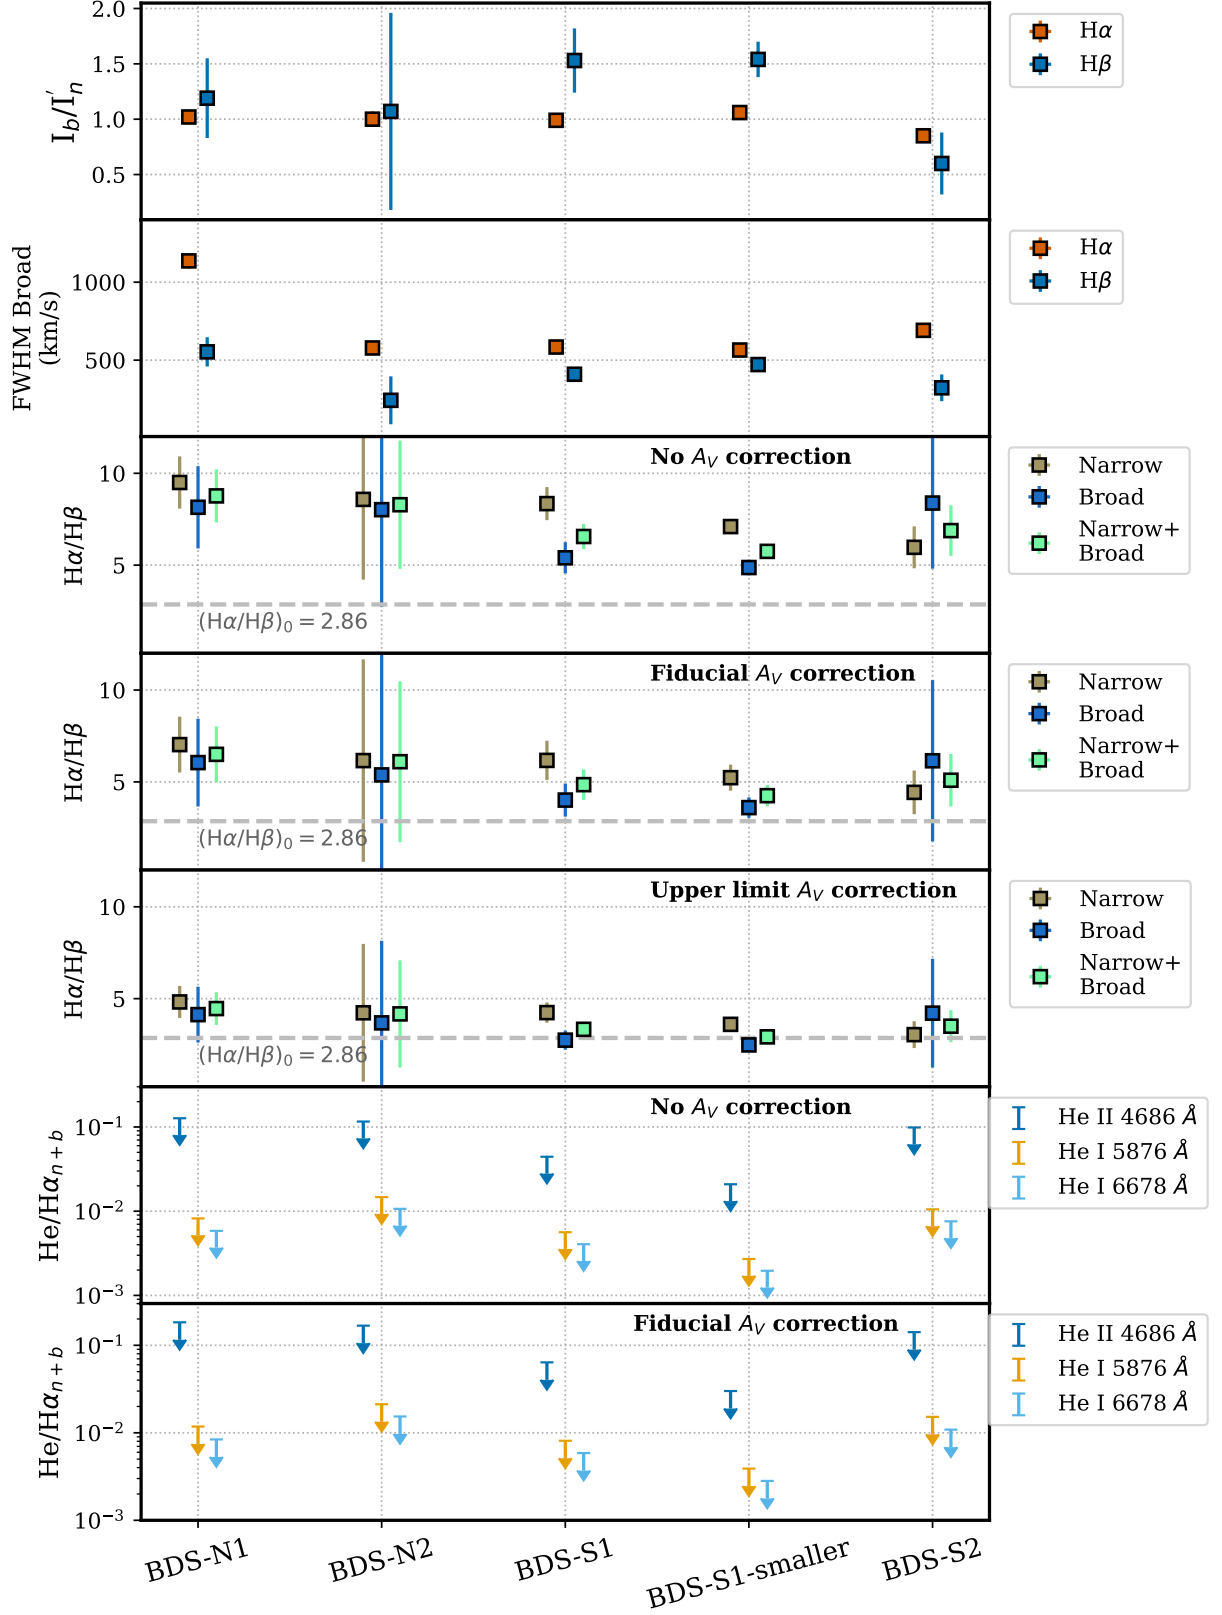 2.0
1.5
1.0
0.5
I_b/I'_n
Hα
Hβ
1000
500
FWHM Broad
(km/s)
Hα
Hβ
No A_V correction
10
5
Hα/Hβ
(Hα/Hβ)_0 = 2.86
Narrow
Broad
Narrow+
Broad
Fiducial A_V correction
10
5
Hα/Hβ
(Hα/Hβ)_0 = 2.86
Narrow
Broad
Narrow+
Broad
Upper limit A_V correction
10
5
Hα/Hβ
(Hα/Hβ)_0 = 2.86
Narrow
Broad
Narrow+
Broad
No A_V correction
10^−1
10^−2
10^−3
He/Hα_{n+b}
He II 4686 Å
He I 5876 Å
He I 6678 Å
Fiducial A_V correction
10^−1
10^−2
10^−3
He/Hα_{n+b}
He II 4686 Å
He I 5876 Å
He I 6678 Å
BDS-N1
BDS-N2
BDS-S1
BDS-S1-smaller
BDS-S2